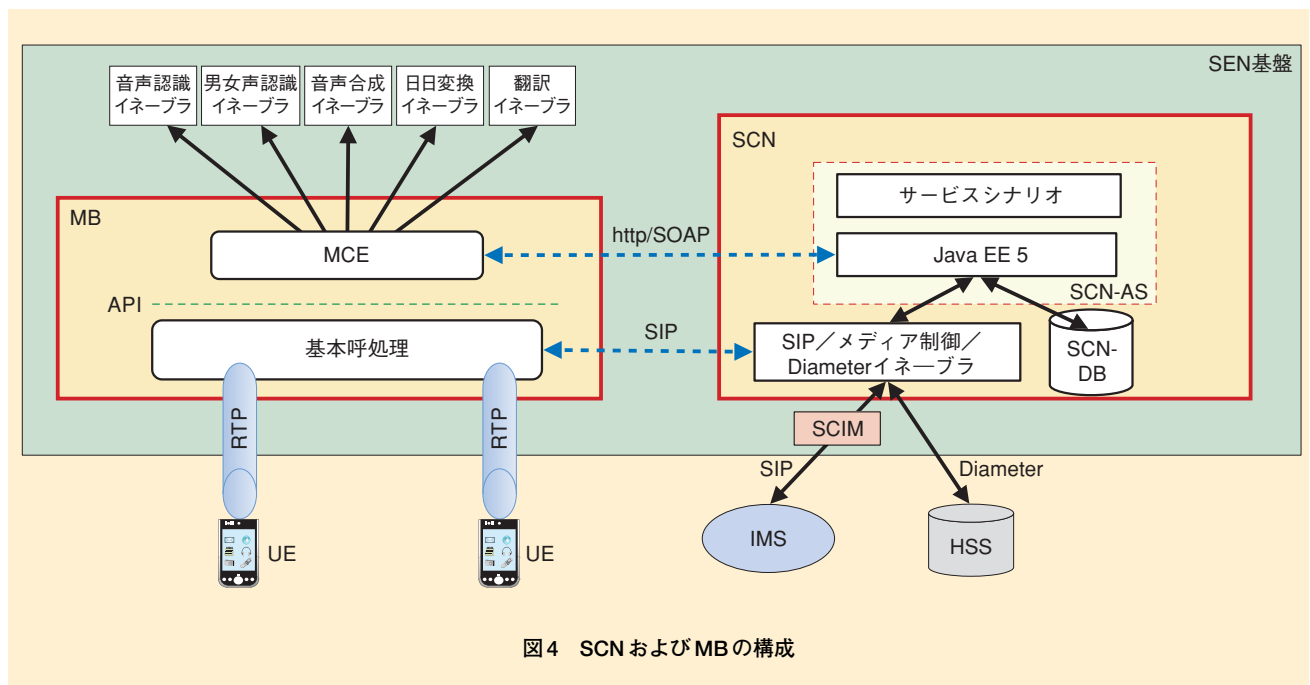 SEN基盤
音声認識
イネーブラ
男女声認識
イネーブラ
音声合成
イネーブラ
日日変換
イネーブラ
翻訳
イネーブラ
MB
MCE
API
基本呼処理
RTP
RTP
UE
UE
http/SOAP
SIP
SCN
サービスシナリオ
Java EE 5
SCN-AS
SIP／メディア制御／
Diameterイネーブラ
SCN-
DB
SCIM
SIP
Diameter
IMS
HSS
図4 SCNおよびMBの構成